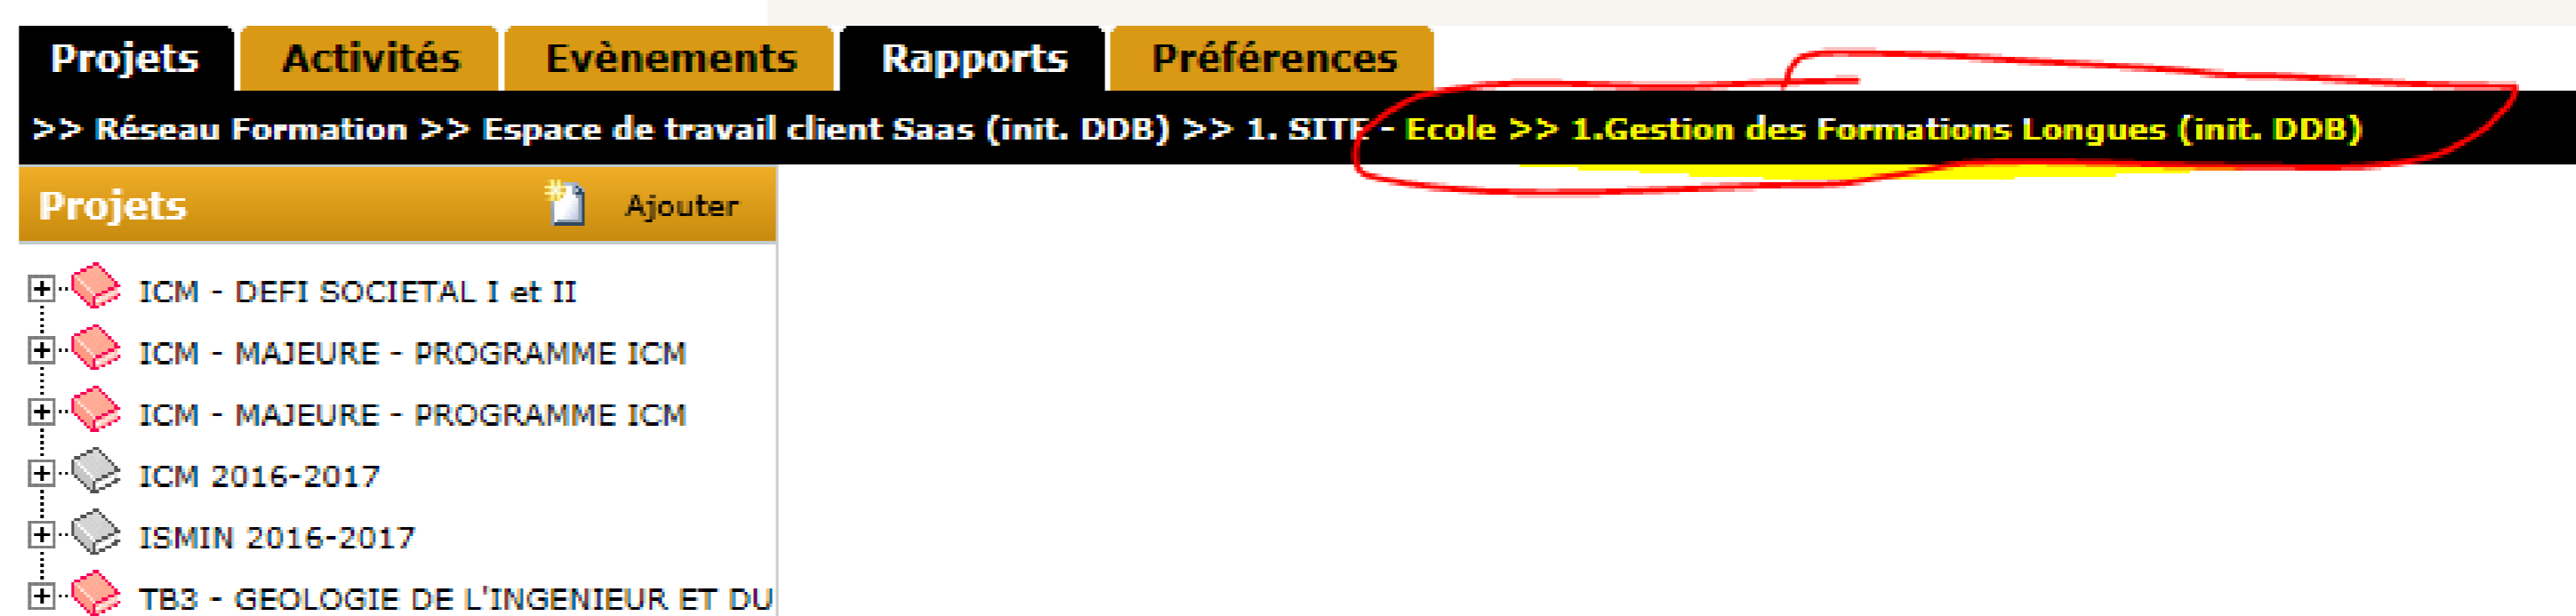 Projets Activités Evènements Rapports Préférences
>> Réseau Formation >> Espace de travail client Saas (init. DDB) >> 1. SITE - Ecole >> 1.Gestion des Formations Longues (init. DDB)
Projets Ajouter
ICM - DEFI SOCIETAL I et II
ICM - MAJEURE - PROGRAMME ICM
ICM - MAJEURE - PROGRAMME ICM
ICM 2016-2017
ISMIN 2016-2017
TB3 - GEOLOGIE DE L'INGENIEUR ET DU